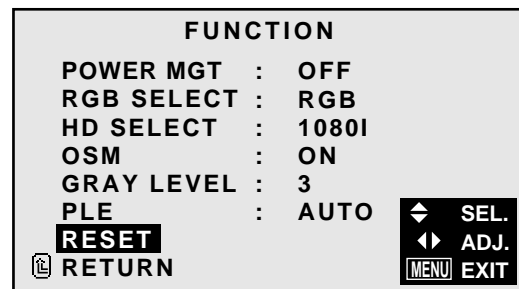 FUNCTION
POWER MGT : OFF
RGB SELECT : RGB
HD SELECT : 1080I
OSM : ON
GRAY LEVEL : 3
PLE : AUTO
SEL.
RESET
ADJ.
RETURN
MENU EXIT